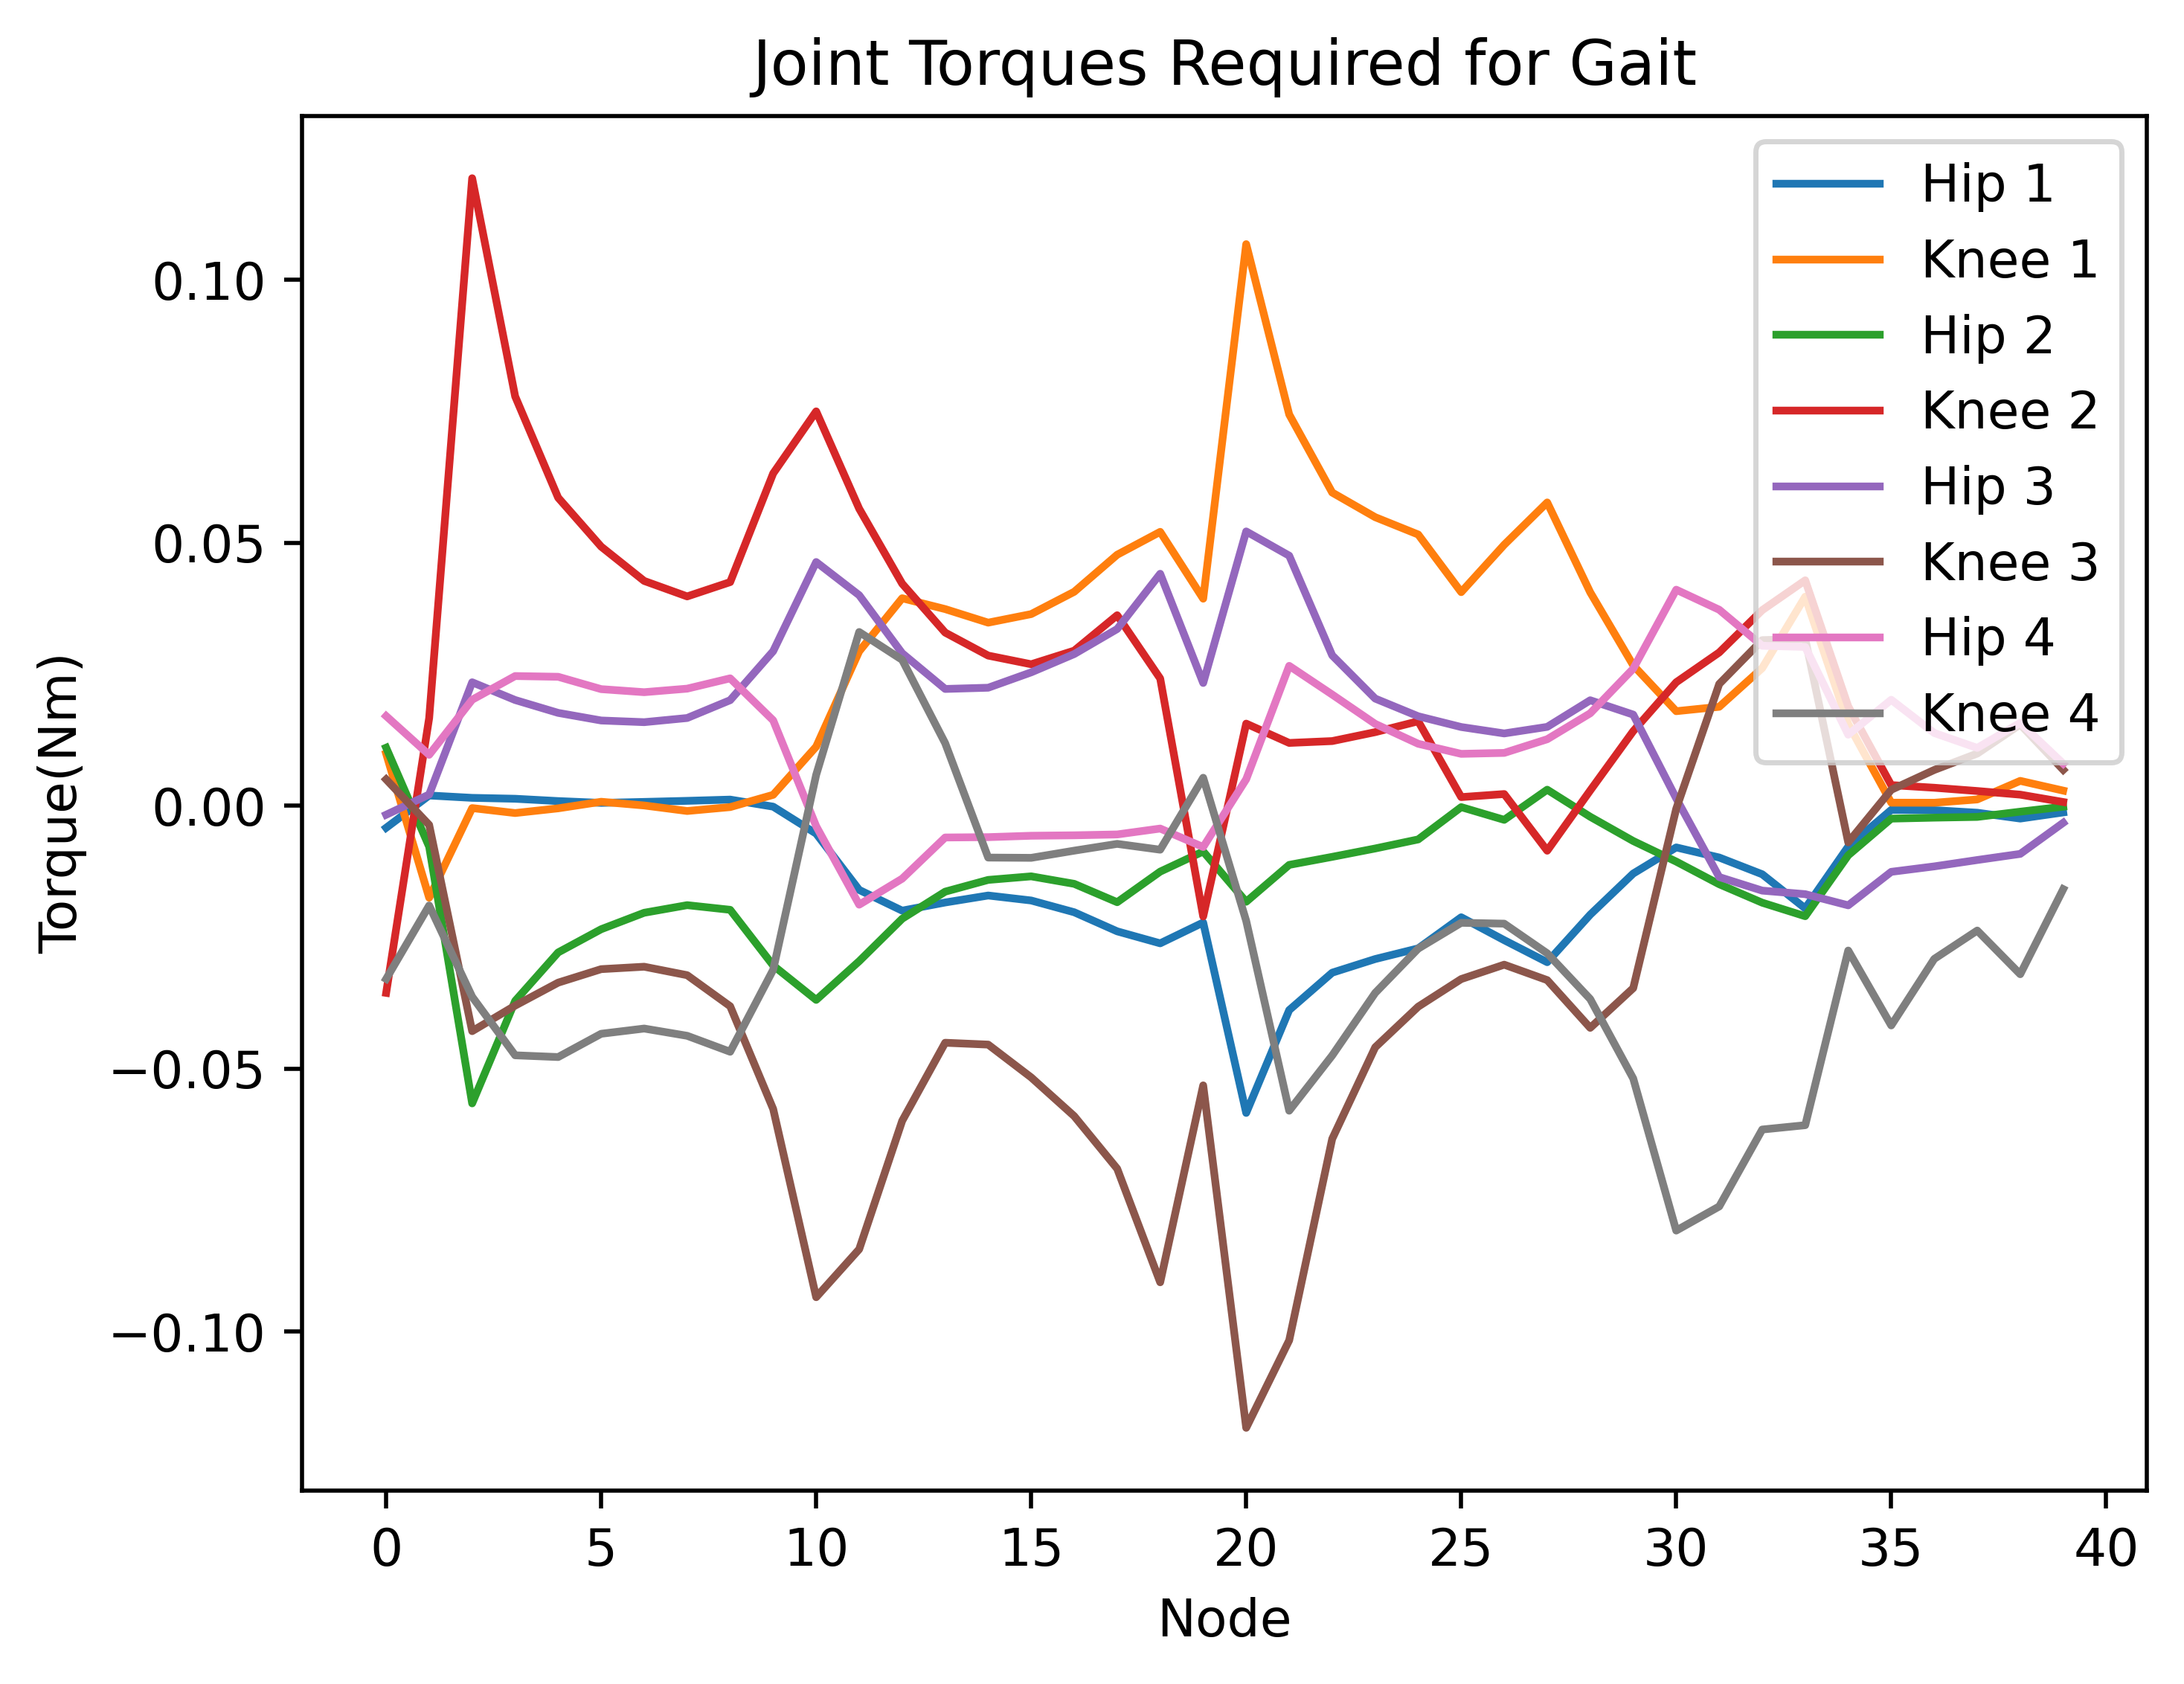 Joint Torques Required for Gait
Hip 1
Knee 1
Hip 2
Knee 2
Hip 3
Knee 3
Hip 4
Knee 4
Torque(Nm)
0.10
0.05
0.00
−0.05
−0.10
0 5 10 15 20 25 30 35 40
Node